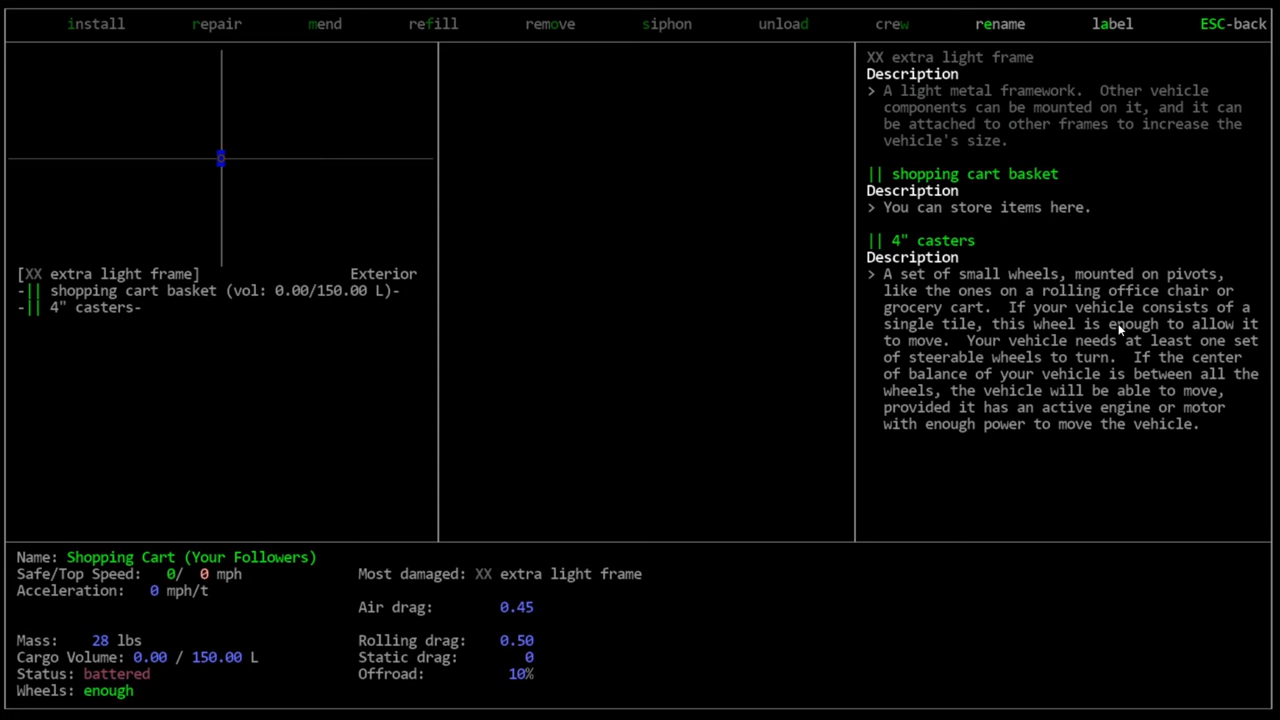 install repair mend refill remove siphon unload crew rename label ESC-back
[XX extra light frame] Exterior
-|| shopping cart basket (vol: 0.00/150.00 L)-
-|| 4" casters-
XX extra light frame
Description
> A light metal framework.  Other vehicle
components can be mounted on it, and it can
be attached to other frames to increase the
vehicle's size.
|| shopping cart basket
Description
> You can store items here.
|| 4" casters
Description
> A set of small wheels, mounted on pivots,
like the ones on a rolling office chair or
grocery cart.  If your vehicle consists of a
single tile, this wheel is enough to allow it
to move.  Your vehicle needs at least one set
of steerable wheels to turn.  If the center
of balance of your vehicle is between all the
wheels, the vehicle will be able to move,
provided it has an active engine or motor
with enough power to move the vehicle.
Name: Shopping Cart (Your Followers)
Safe/Top Speed: 0/ 0 mph
Acceleration: 0 mph/t
Mass: 28 lbs
Cargo Volume: 0.00 / 150.00 L
Status: battered
Wheels: enough
Most damaged: XX extra light frame
Air drag: 0.45
Rolling drag: 0.50
Static drag: 0
Offroad: 10%